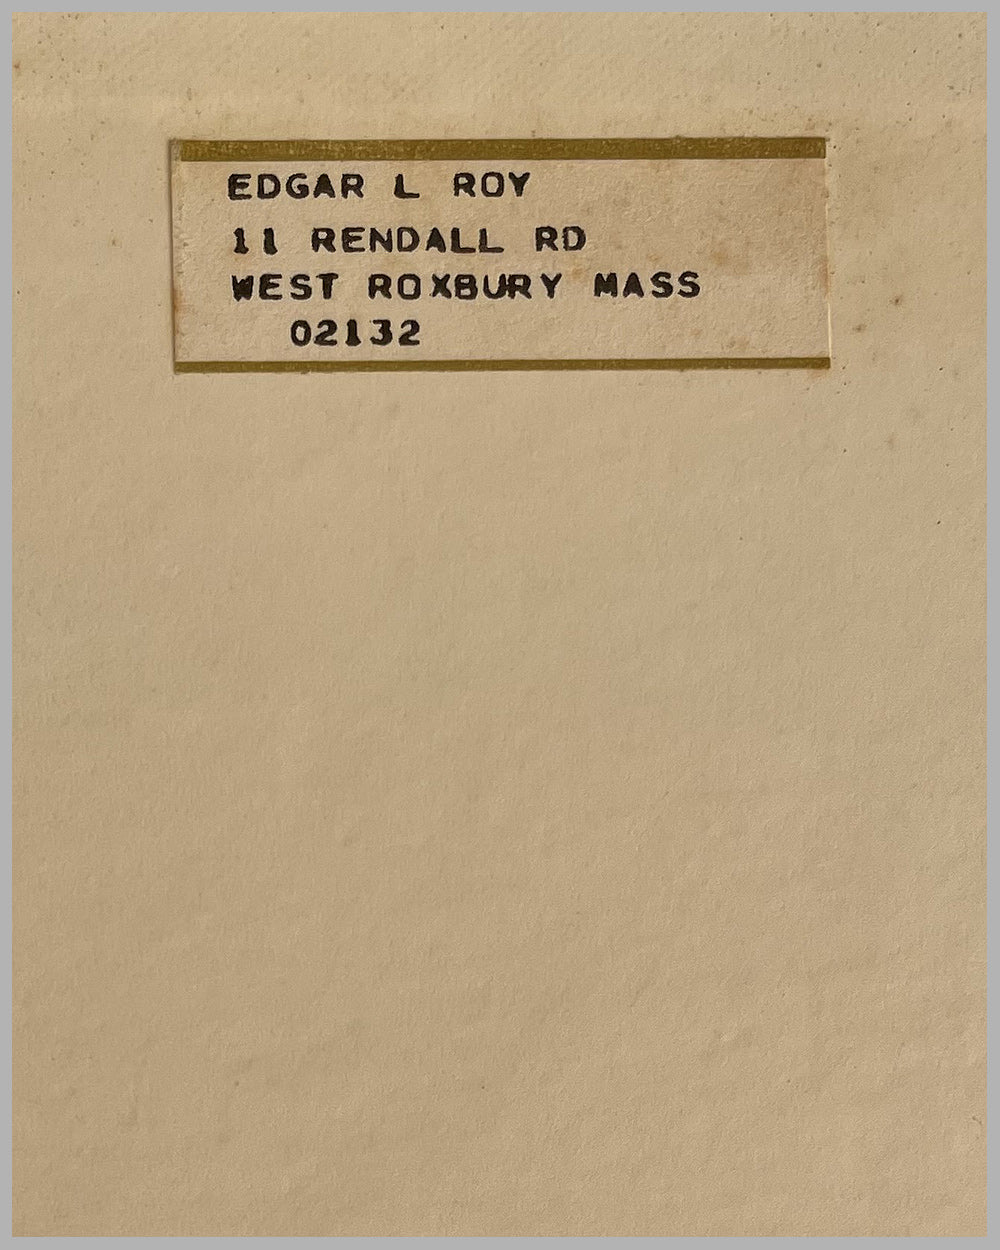 EDGAR L ROY
11 RENDALL RD
WEST ROXBURY MASS
02132